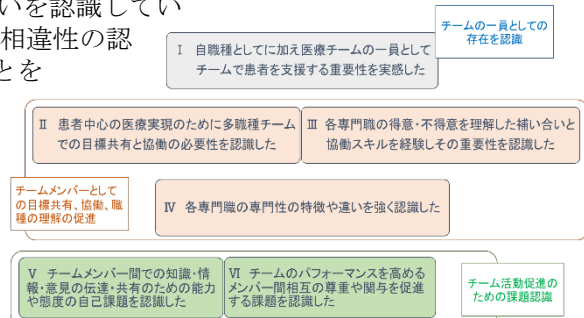 いを認識してい
相違性の認
とを
チームの一員としての
存在を認識
Ⅰ 自職種としてに加え医療チームの一員として
チームで患者を支援する重要性を実感した
Ⅱ 患者中心の医療実現のために多職種チーム
での目標共有と協働の必要性を認識した
Ⅲ 各専門職の得意・不得意を理解した補い合いと
協働スキルを経験しその重要性を認識した
チームメンバーとして
の目標共有、協働、職
種の理解の促進
Ⅳ 各専門職の専門性の特徴や違いを強く認識した
Ⅴ チームメンバー間での知識・情
報・意見の伝達・共有のための能力
や態度の自己課題を認識した
Ⅵ チームのパフォーマンスを高める
メンバー間相互の尊重や関与を促進
する課題を認識した
チーム活動促進の
ための課題認識